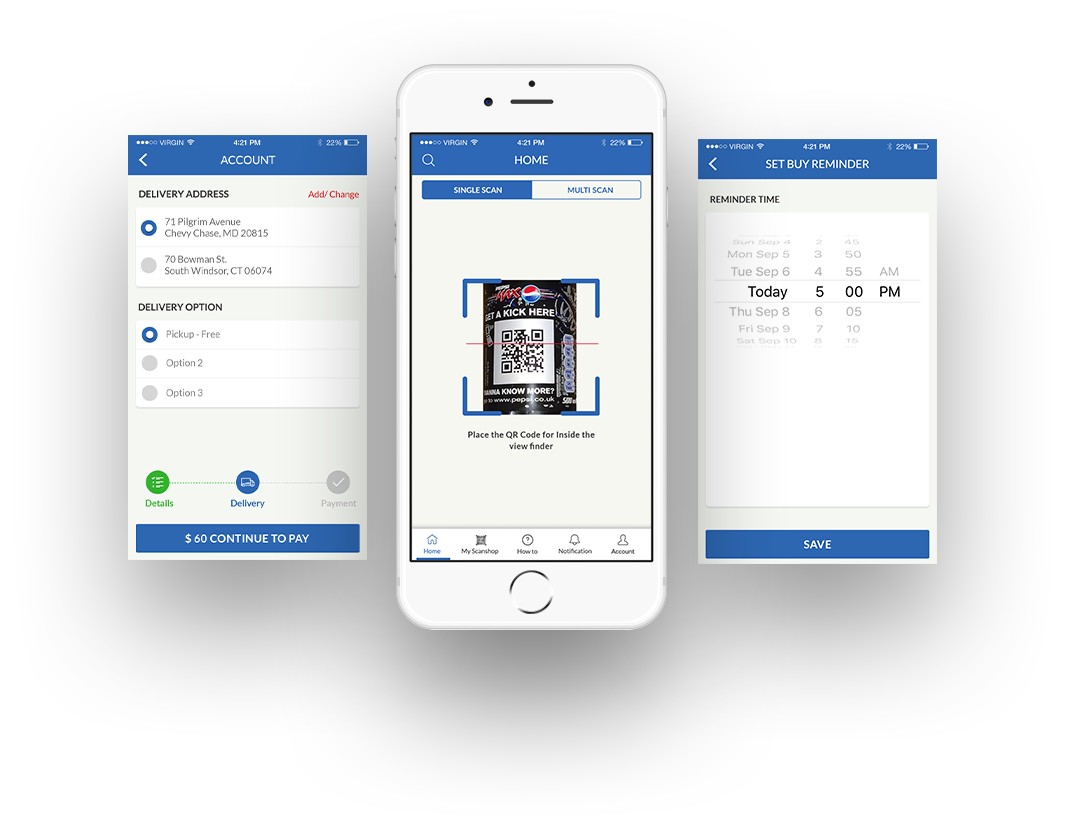 VIRGIN 4:21 PM 22%
ACCOUNT
DELIVERY ADDRESS Add/ Change
71 Pilgrim Avenue
Chevy Chase, MD 20815
70 Bowman St.
South Windsor, CT 06074
DELIVERY OPTION
Pickup - Free
Option 2
Option 3
Details Delivery Payment
$ 60 CONTINUE TO PAY
VIRGIN 4:21 PM 22%
HOME
SINGLE SCAN MULTI SCAN
PEPSI
MAX
GET A KICK HERE
WANNA KNOW MORE?
to www.pepsi.co.uk
Place the QR Code for Inside the
view finder
Home My Scanshop How to Notification Account
VIRGIN 4:21 PM 22%
SET BUY REMINDER
REMINDER TIME
Sun Sep 4 2 45
Mon Sep 5 3 50
Tue Sep 6 4 55 AM
Today 5 00 PM
Thu Sep 8 6 05
Fri Sep 9 7 10
Sat Sep 10 8 15
SAVE